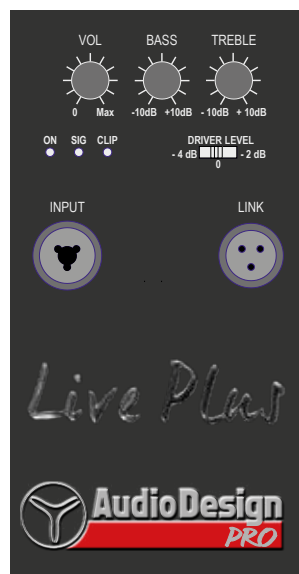 VOL BASS TREBLE
0 Max -10dB +10dB - 10dB + 10dB
ON SIG CLIP DRIVER LEVEL
- 4 dB - 2 dB
0
INPUT LINK
Live Plus
AudioDesign
PRO